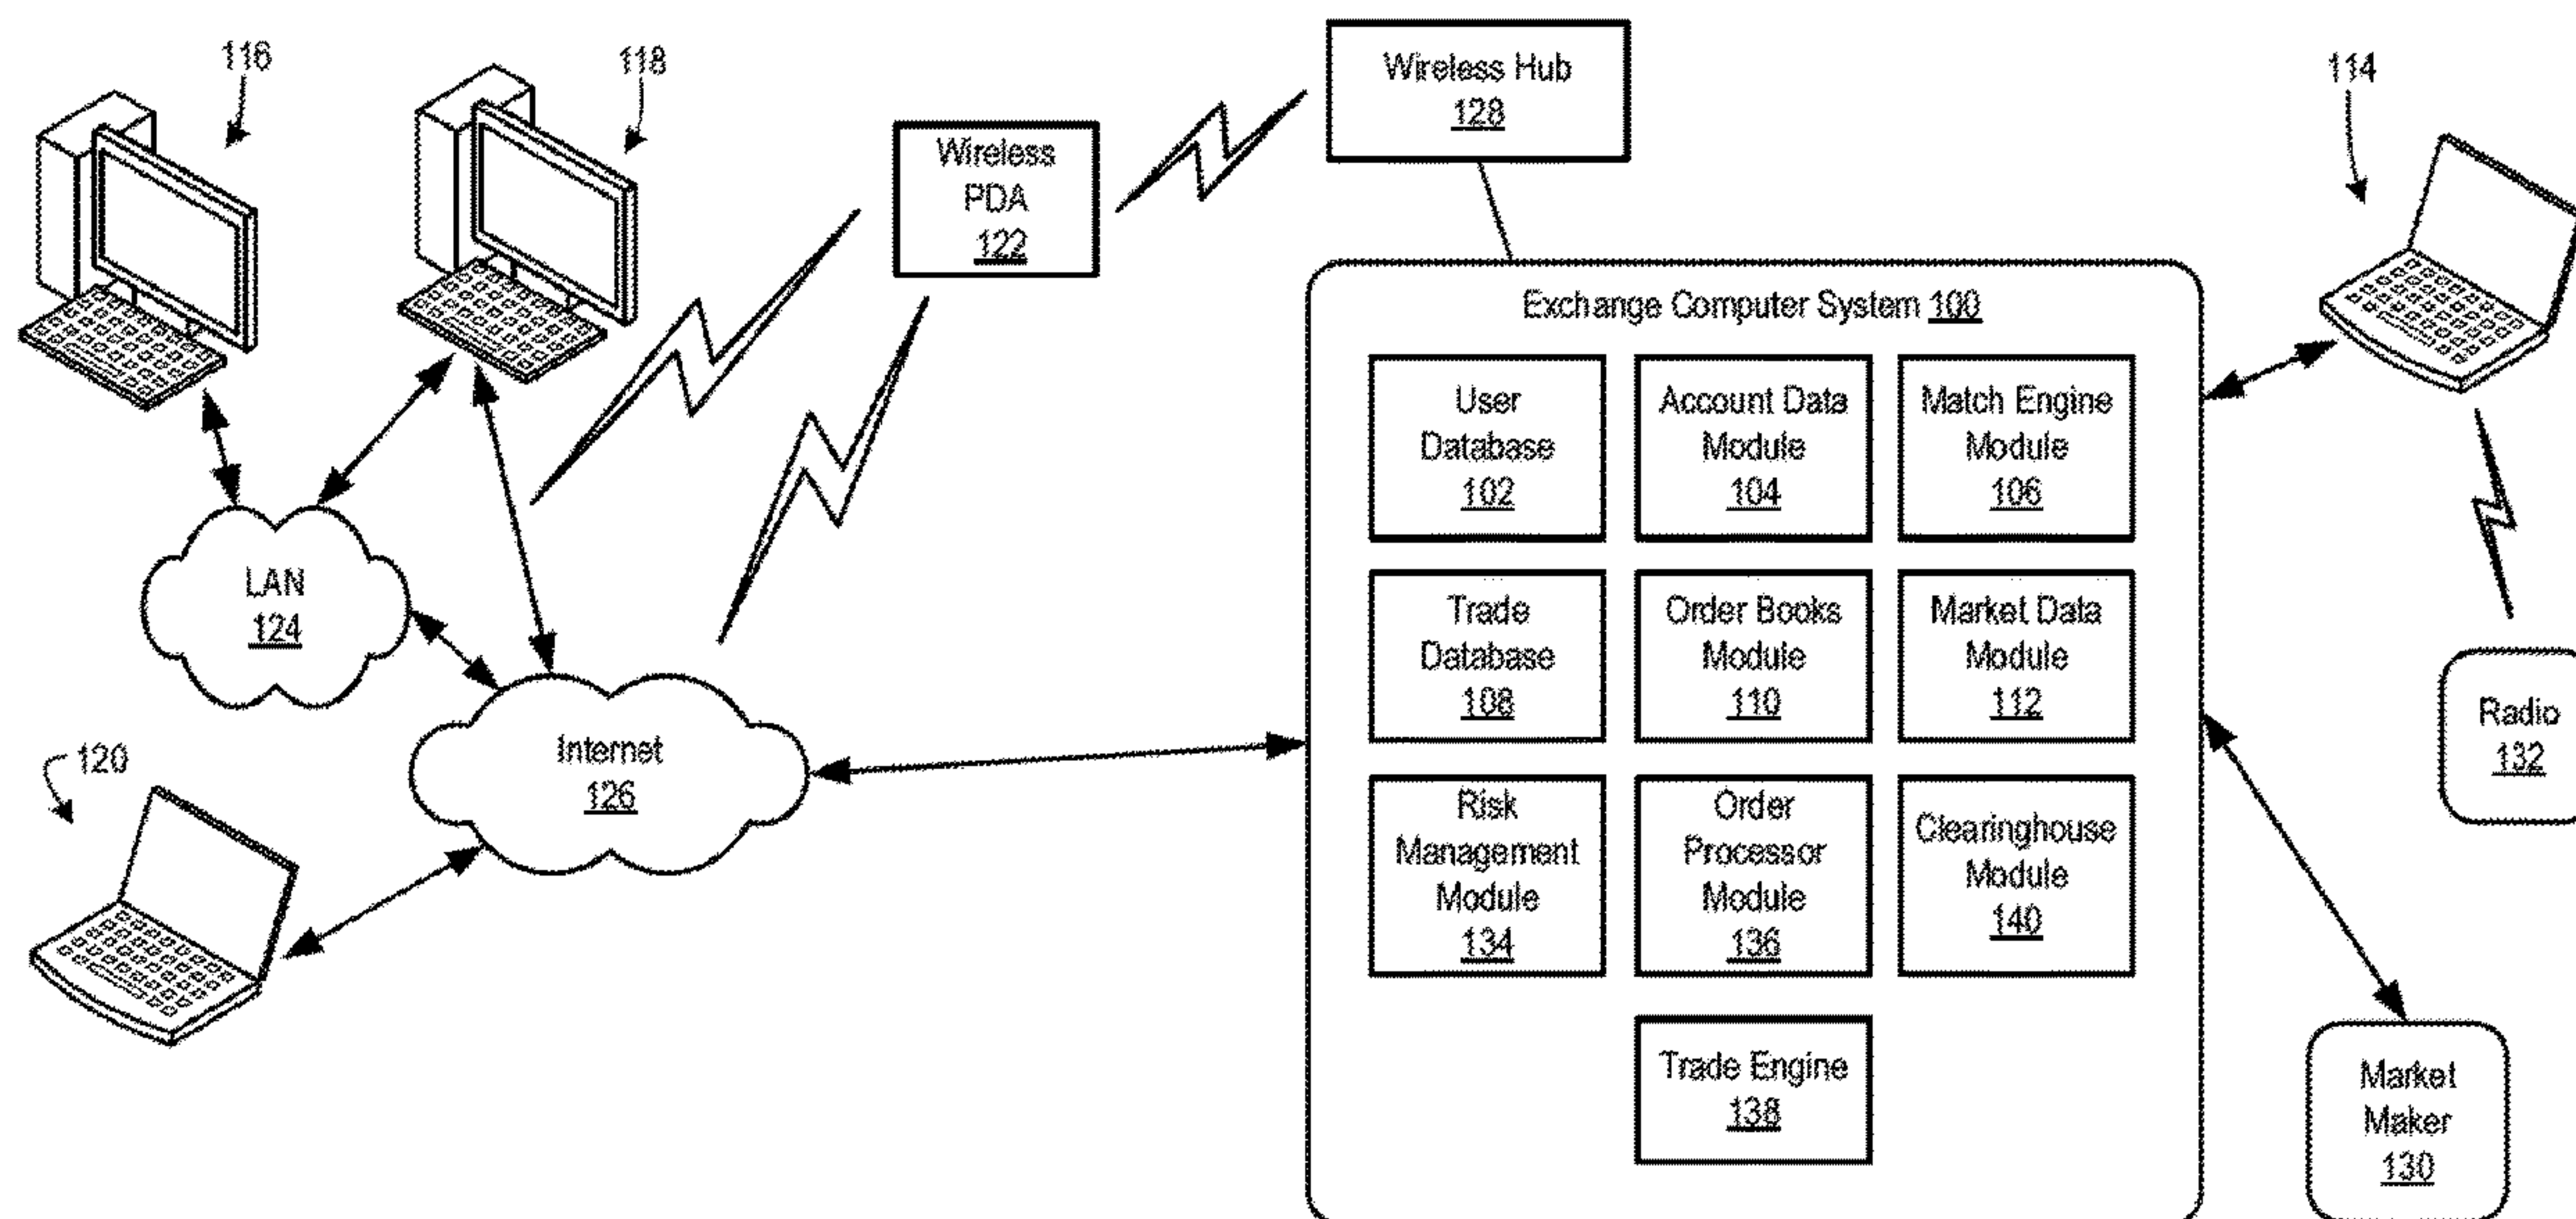 116
118
Wireless Hub
128
114
Wireless
PDA
122
Exchange Computer System 100
User
Database
102
Account Data
Module
104
Match Engine
Module
106
LAN
124
Trade
Database
108
Order Books
Module
110
Market Data
Module
112
Radio
132
120
Internet
126
Risk
Management
Module
134
Order
Processor
Module
136
Clearinghouse
Module
140
Trade Engine
138
Market
Maker
130